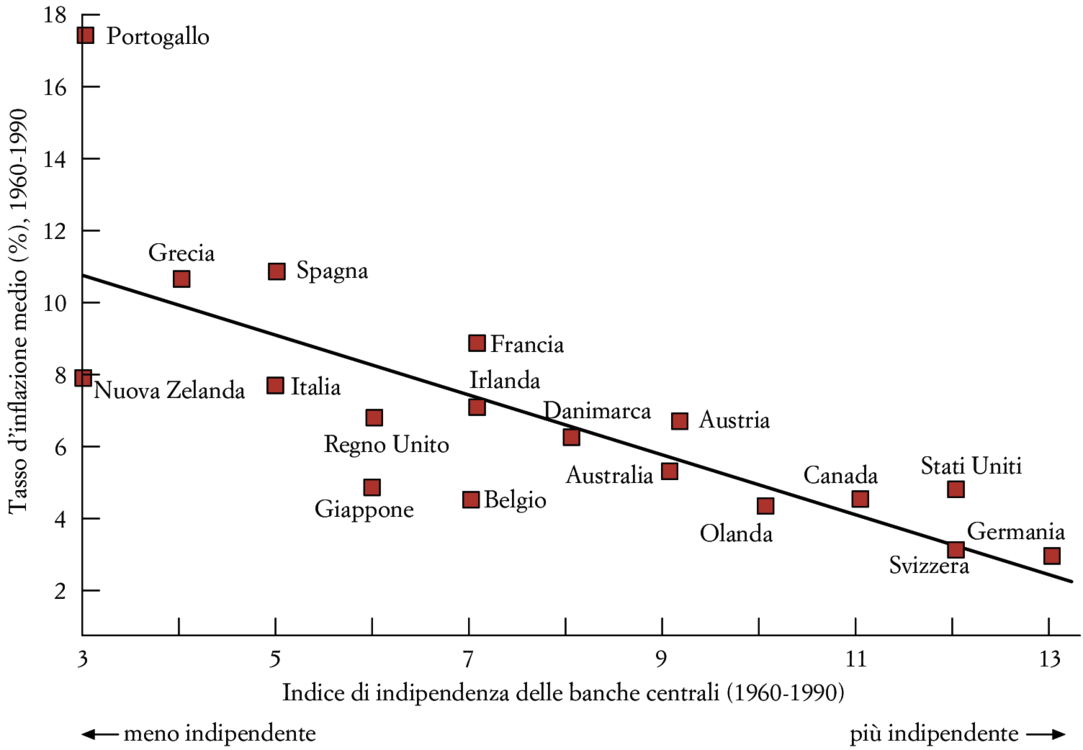 18
Portogallo
16
14
12
Grecia
Spagna
10
Francia
8
Nuova Zelanda
Italia
Irlanda
Danimarca
Austria
Regno Unito
6
Australia
Canada
Stati Uniti
Giappone
Belgio
4
Olanda
Germania
Svizzera
2
Tasso d'inflazione medio (%), 1960-1990
3 5 7 9 11 13
Indice di indipendenza delle banche centrali (1960-1990)
meno indipendente
più indipendente